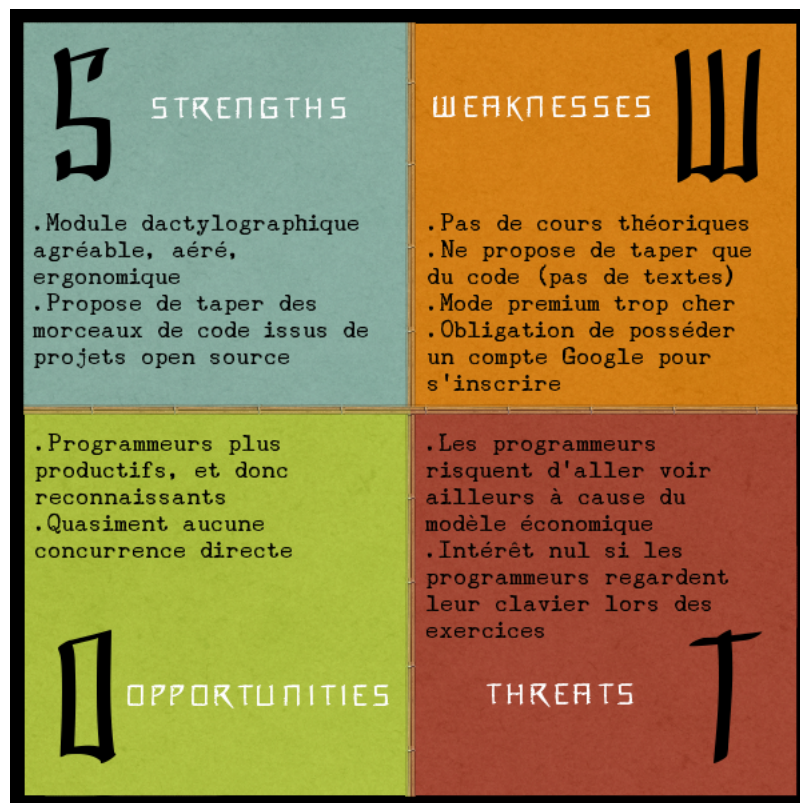 S
STRENGTHS
.Module dactylographique
agréable, aéré,
ergonomique
.Propose de taper des
morceaux de code issus de
projets open source
WEAKNESSES
W
.Pas de cours théoriques
.Ne propose de taper que
du code (pas de textes)
.Mode premium trop cher
.Obligation de posséder
un compte Google pour
s'inscrire
.Programmeurs plus
productifs, et donc
reconnaissants
.Quasiment aucune
concurrence directe
O
OPPORTUNITIES
.Les programmeurs
risquent d'aller voir
ailleurs à cause du
modèle économique
.Intérêt nul si les
programmeurs regardent
leur clavier lors des
exercices
THREATS
T